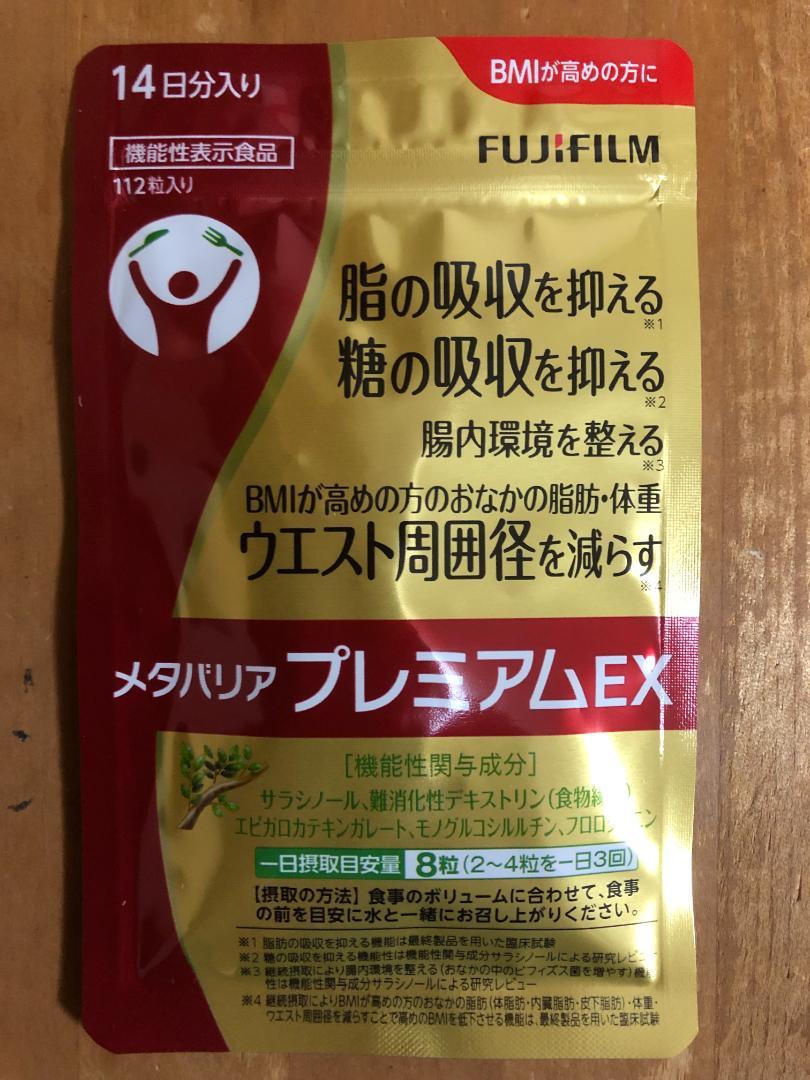 14日分入り
BMIが高めの方に
機能性表示食品
FUJIFILM
112粒入り
脂の吸収を抑える
※1
糖の吸収を抑える
※2
腸内環境を整える
※3
BMIが高めの方のおなかの脂肪・体重
ウエスト周囲径を減らす
※4
メタバリア プレミアムEX
［機能性関与成分］
サラシノール、難消化性デキストリン（食物
エピガロカテキンガレート、モノグルコシルルチン、フロロ
一日摂取目安量 8粒（2〜4粒を一日3回）
【摂取の方法】食事のボリュームに合わせて、食事
の前を目安に水と一緒にお召し上がりください。
※1 脂肪の吸収を抑える機能は最終製品を用いた臨床試験
※2 糖の吸収を抑える機能性は機能性関与成分サラシノールによる研究レビュー
※3 継続摂取により腸内環境を整える（おなかの中のビフィズス菌を増やす）機能
性は機能性関与成分サラシノールによる研究レビュー
※4 継続摂取によりBMIが高めの方のおなかの脂肪（体脂肪・内臓脂肪・皮下脂肪）・体重・
ウエスト周囲径を減らすことで高めのBMIを低下させる機能は、最終製品を用いた臨床試験